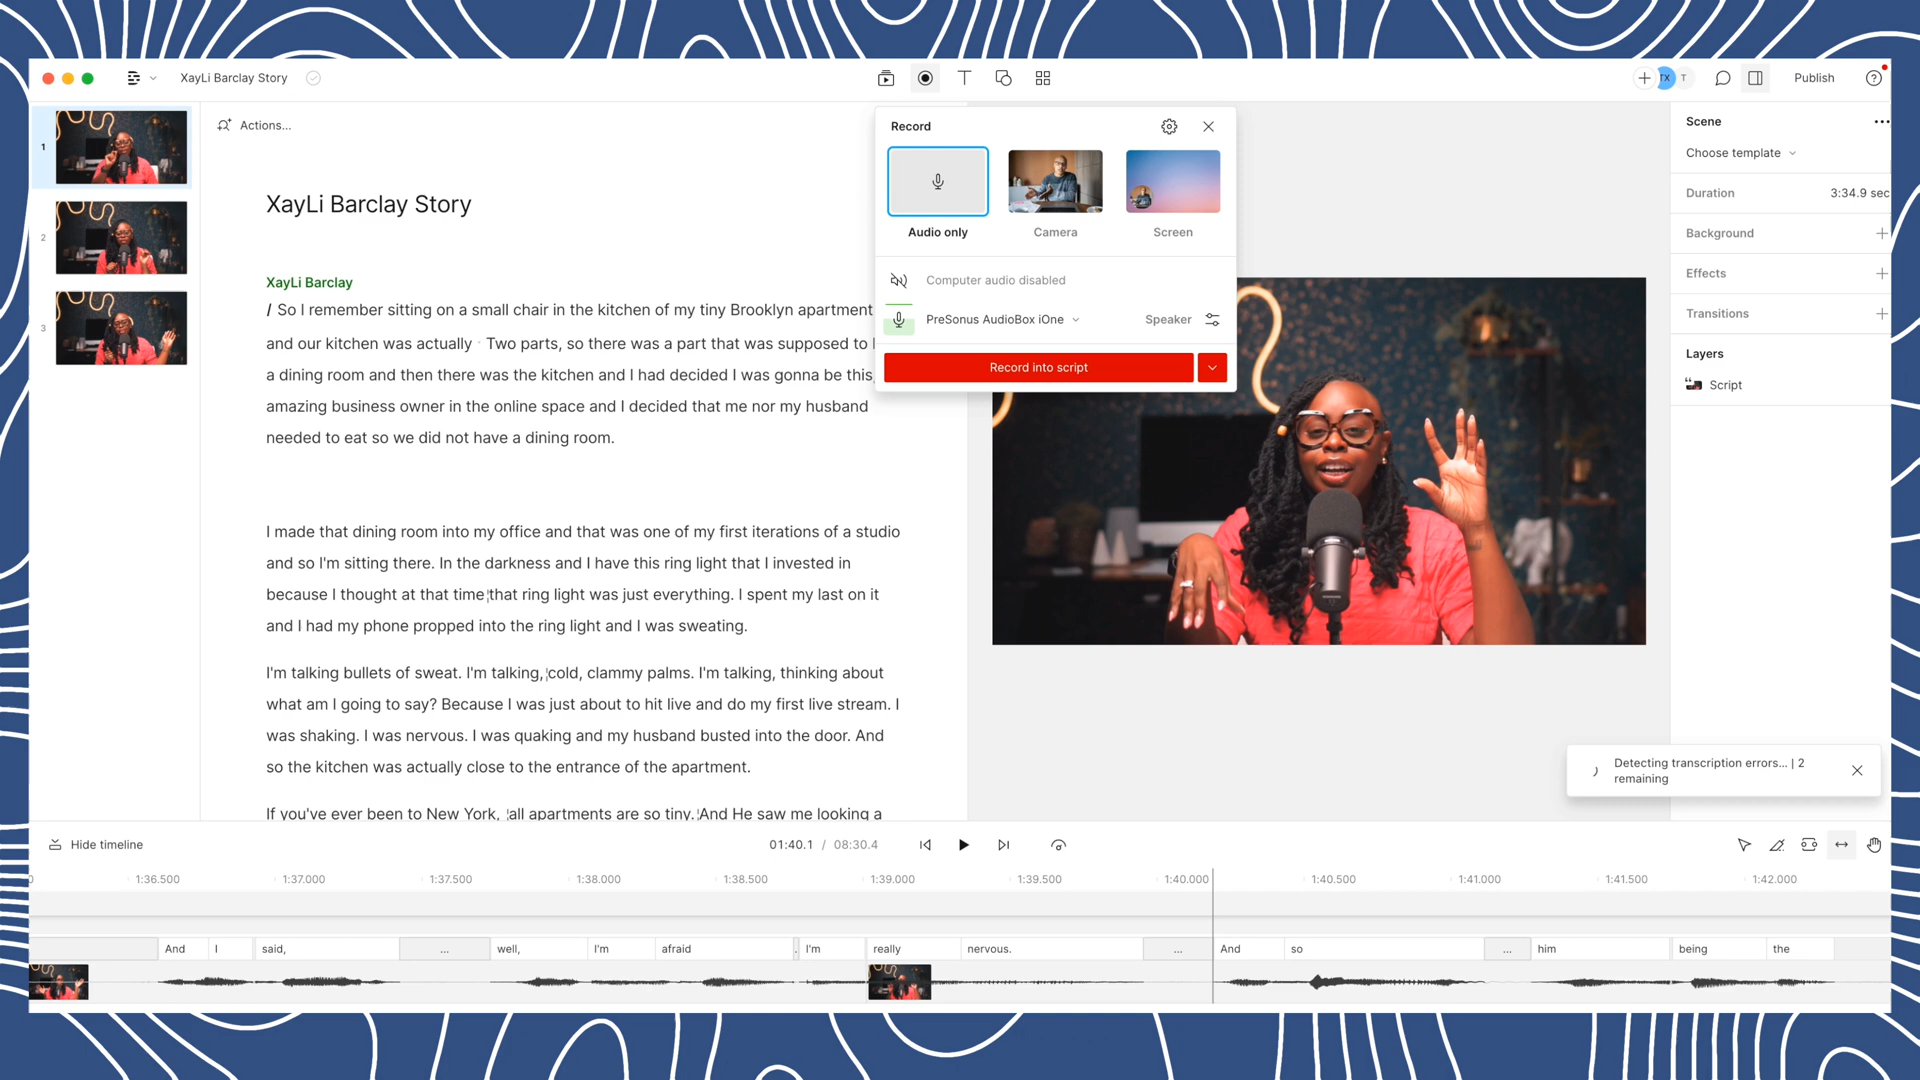 XayLi Barclay Story
TX
T
Publish
?
Actions...
1
2
3
XayLi Barclay Story
XayLi Barclay
/ So I remember sitting on a small chair in the kitchen of my tiny Brooklyn apartment
and our kitchen was actually · Two parts, so there was a part that was supposed to
a dining room and then there was the kitchen and I had decided I was gonna be this,
amazing business owner in the online space and I decided that me nor my husband
needed to eat so we did not have a dining room.
I made that dining room into my office and that was one of my first iterations of a studio
and so I'm sitting there. In the darkness and I have this ring light that I invested in
because I thought at that time that ring light was just everything. I spent my last on it
and I had my phone propped into the ring light and I was sweating.
I'm talking bullets of sweat. I'm talking, cold, clammy palms. I'm talking, thinking about
what am I going to say? Because I was just about to hit live and do my first live stream. I
was shaking. I was nervous. I was quaking and my husband busted into the door. And
so the kitchen was actually close to the entrance of the apartment.
If you've ever been to New York, all apartments are so tiny. And He saw me looking a
Record
Audio only
Camera
Screen
Computer audio disabled
PreSonus AudioBox iOne
Speaker
Record into script
Scene
...
Choose template
Duration
3:34.9 sec
Background
Effects
Transitions
Layers
Script
Detecting transcription errors... | 2
remaining
Hide timeline
01:40.1 / 08:30.4
0 1:36.500 1:37.000 1:37.500 1:38.000 1:38.500 1:39.000 1:39.500 1:40.000 1:40.500 1:41.000 1:41.500 1:42.000
And I said, ... well, I'm afraid . I'm really nervous. ... And so ... him being the